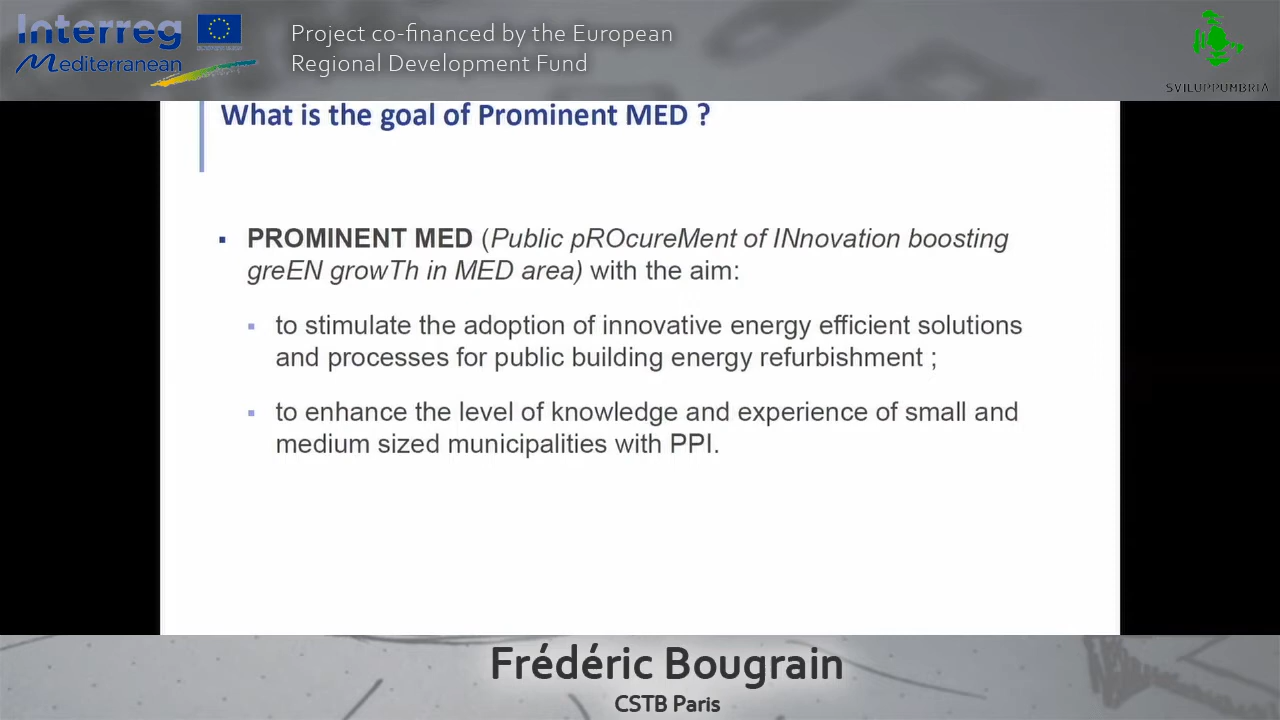 Interreg
Mediterranean
Project co-financed by the European
Regional Development Fund
SVILUPPUMBRIA
What is the goal of Prominent MED ?
▪ PROMINENT MED (Public pROcureMent of INnovation boosting
greEN growTh in MED area) with the aim:
▪ to stimulate the adoption of innovative energy efficient solutions
and processes for public building energy refurbishment ;
▪ to enhance the level of knowledge and experience of small and
medium sized municipalities with PPI.
Frédéric Bougrain
CSTB Paris